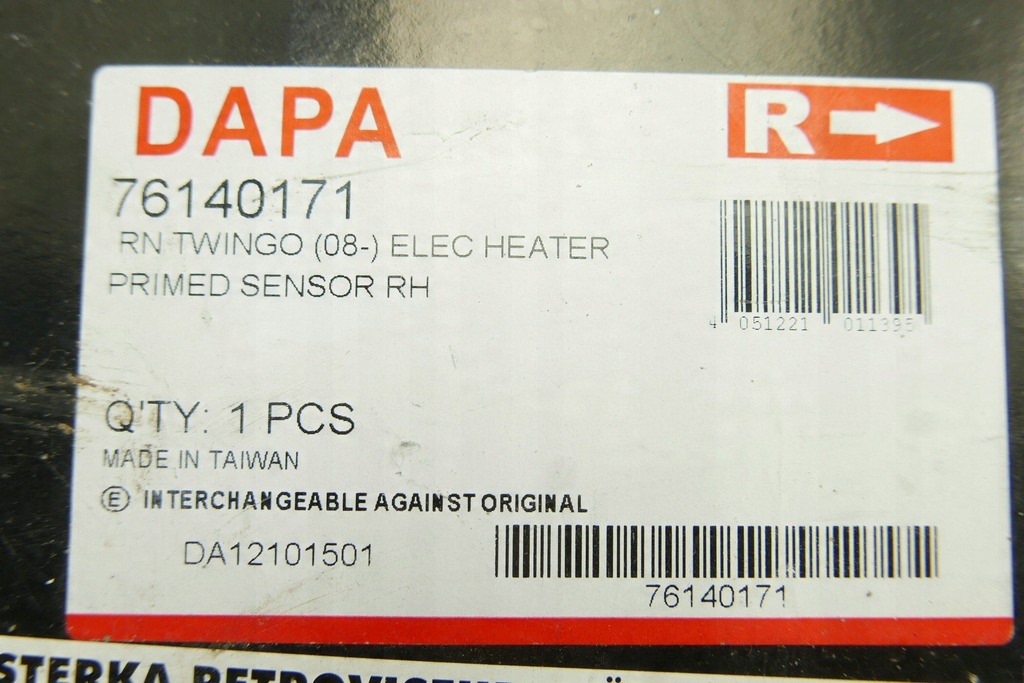 DAPA
R
76140171
RN TWINGO (08-) ELEC HEATER
PRIMED SENSOR RH
4 051221 011395
Q'TY: 1 PCS
MADE IN TAIWAN
E INTERCHANGEABLE AGAINST ORIGINAL
DA12101501
76140171